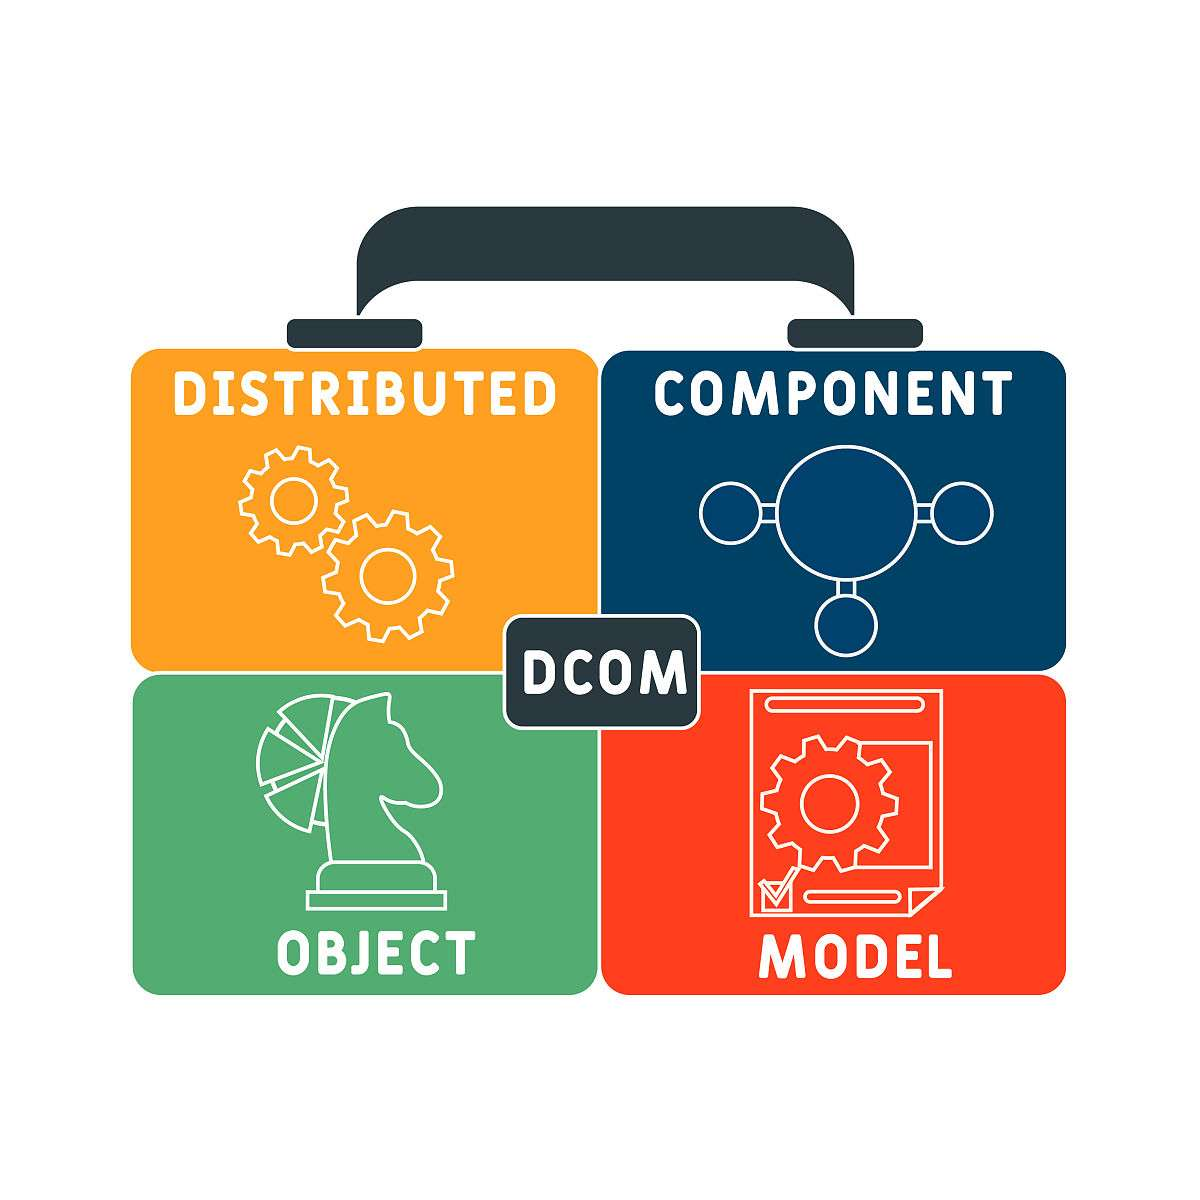 DISTRIBUTED
COMPONENT
DCOM
OBJECT
MODEL